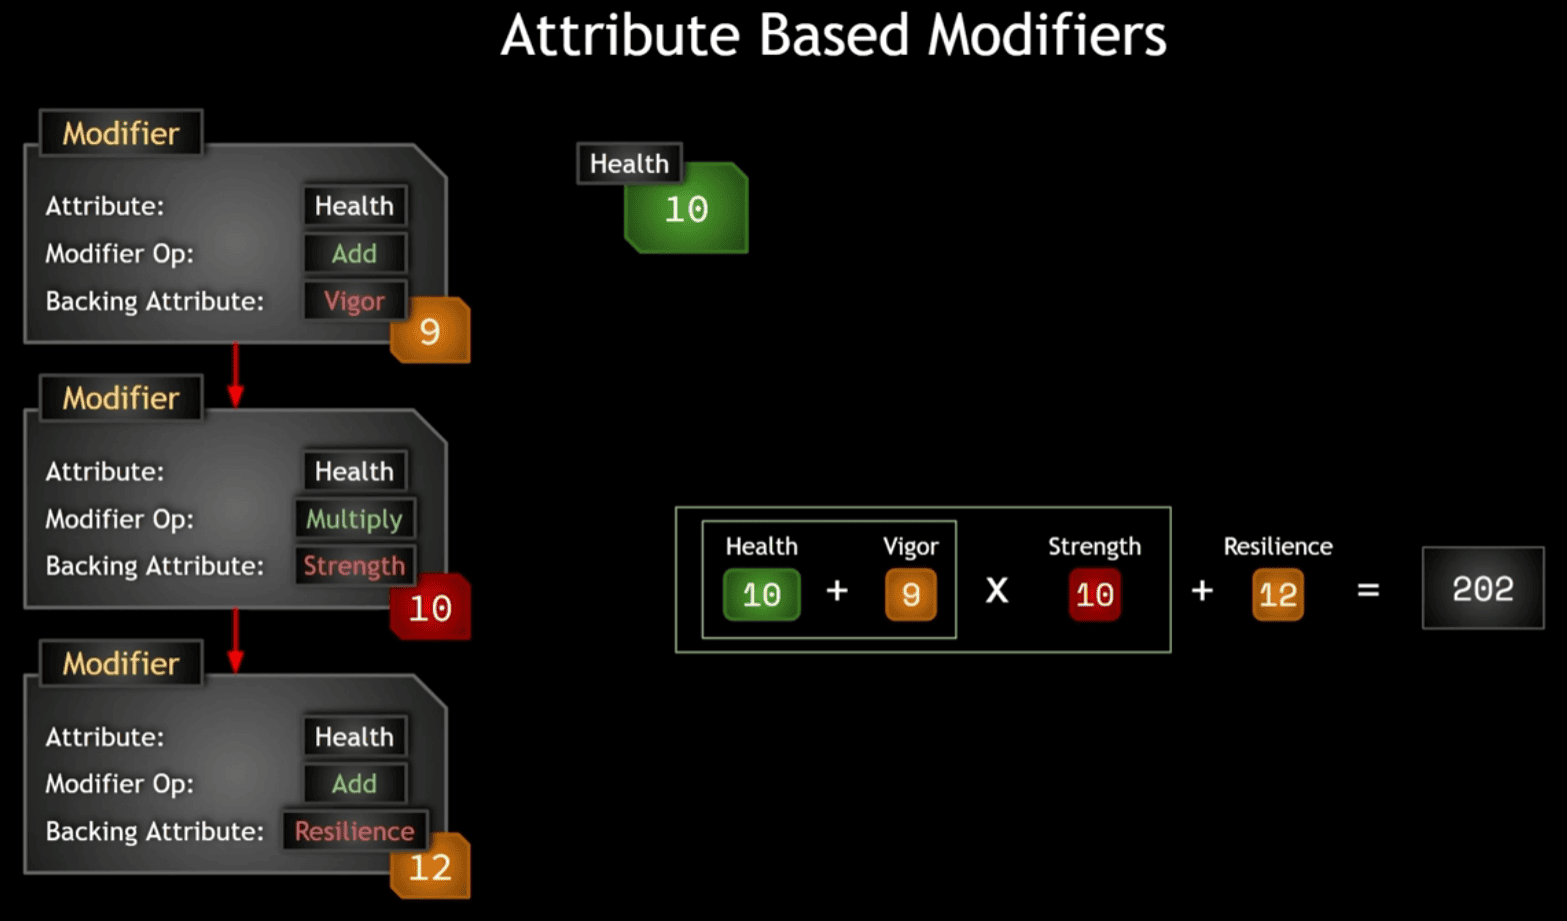 Attribute Based Modifiers
Modifier
Attribute: Health
Modifier Op: Add
Backing Attribute: Vigor
9
Modifier
Attribute: Health
Modifier Op: Multiply
Backing Attribute: Strength
10
Modifier
Attribute: Health
Modifier Op: Add
Backing Attribute: Resilience
12
Health
10
Health Vigor Strength Resilience
10 + 9 X 10 + 12 = 202